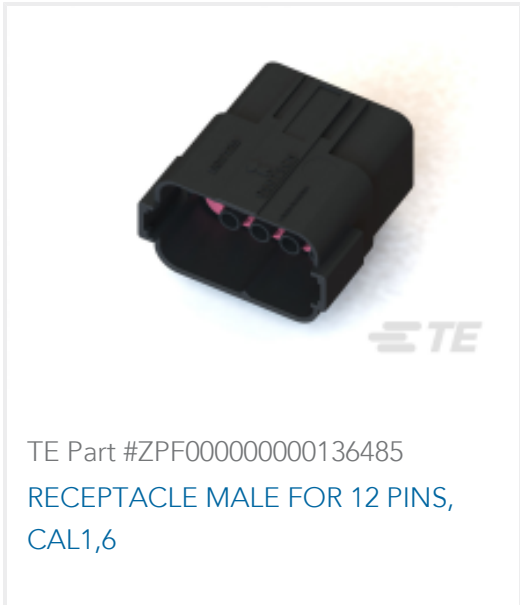 TE
TE Part #ZPF000000000136485
RECEPTACLE MALE FOR 12 PINS,
CAL1,6